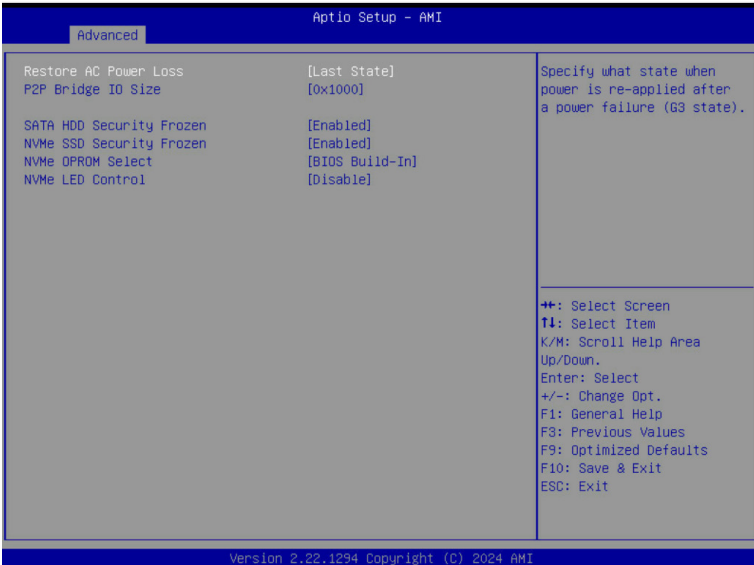 Aptio Setup - AMI
Advanced
Restore AC Power Loss [Last State]
P2P Bridge IO Size [0x1000]
SATA HDD Security Frozen [Enabled]
NVMe SSD Security Frozen [Enabled]
NVMe OPROM Select [BIOS Build-In]
NVMe LED Control [Disable]
Specify what state when
power is re-applied after
a power failure (G3 state).
→←: Select Screen
↑↓: Select Item
K/M: Scroll Help Area
Up/Down.
Enter: Select
+/-: Change Opt.
F1: General Help
F3: Previous Values
F9: Optimized Defaults
F10: Save & Exit
ESC: Exit
Version 2.22.1294 Copyright (C) 2024 AMI